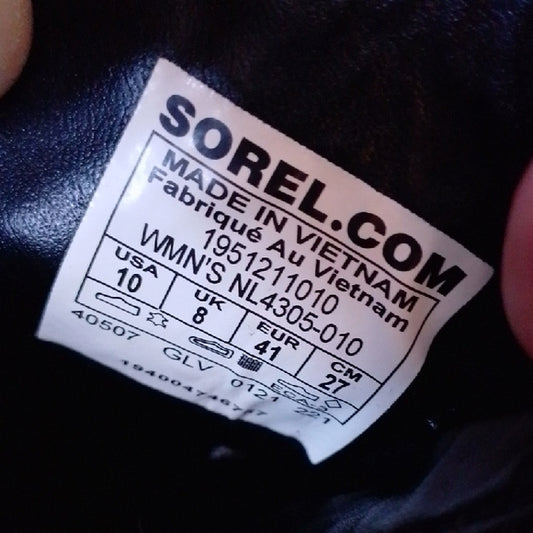 SOREL.COM
MADE IN VIETNAM
Fabriqué Au Vietnam
1951211010
WMN'S NL4305-010
USA 10 UK 8 EUR 41 CM 27
40507 GLV 0121 221